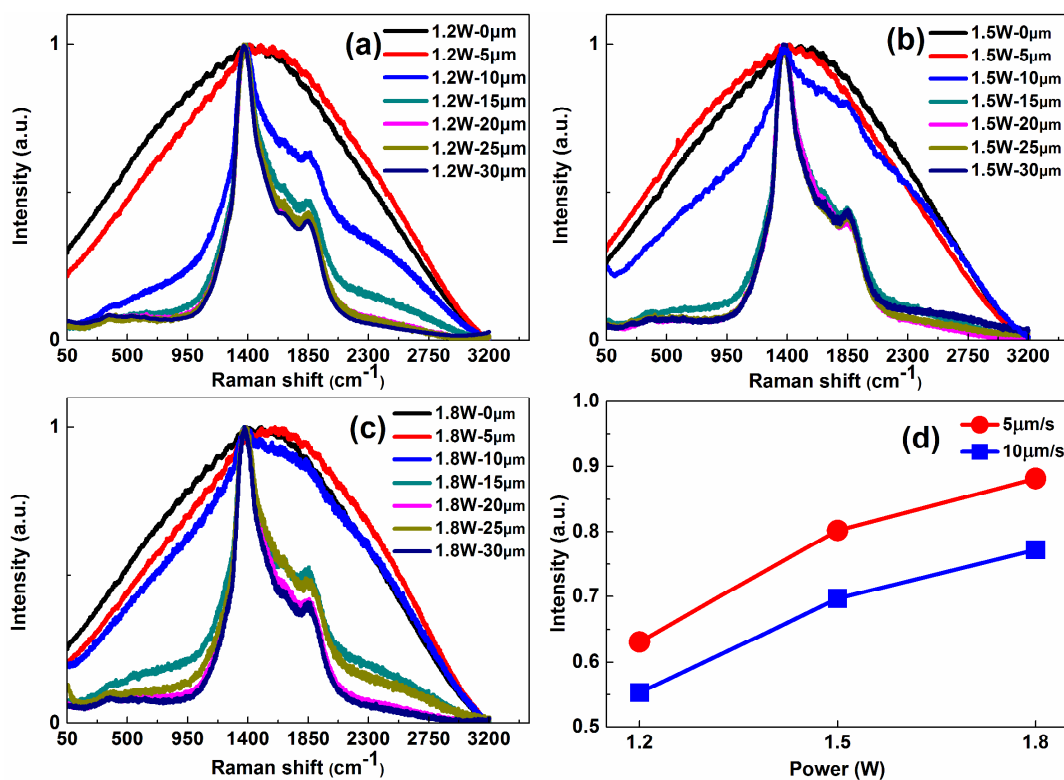 (a)
1.2W-0μm
1.2W-5μm
1.2W-10μm
1.2W-15μm
1.2W-20μm
1.2W-25μm
1.2W-30μm
1
0
Intensity (a.u.)
50 500 950 1400 1850 2300 2750 3200
Raman shift (cm-1)
(b)
1.5W-0μm
1.5W-5μm
1.5W-10μm
1.5W-15μm
1.5W-20μm
1.5W-25μm
1.5W-30μm
1
0
Intensity (a.u.)
50 500 950 1400 1850 2300 2750 3200
Raman shift (cm-1)
(c)
1.8W-0μm
1.8W-5μm
1.8W-10μm
1.8W-15μm
1.8W-20μm
1.8W-25μm
1.8W-30μm
1
0
Intensity (a.u.)
50 500 950 1400 1850 2300 2750 3200
Raman shift (cm-1)
(d)
5μm/s
10μm/s
1.0
0.9
0.8
0.7
0.6
0.5
Intensity (a.u.)
1.2 1.5 1.8
Power (W)